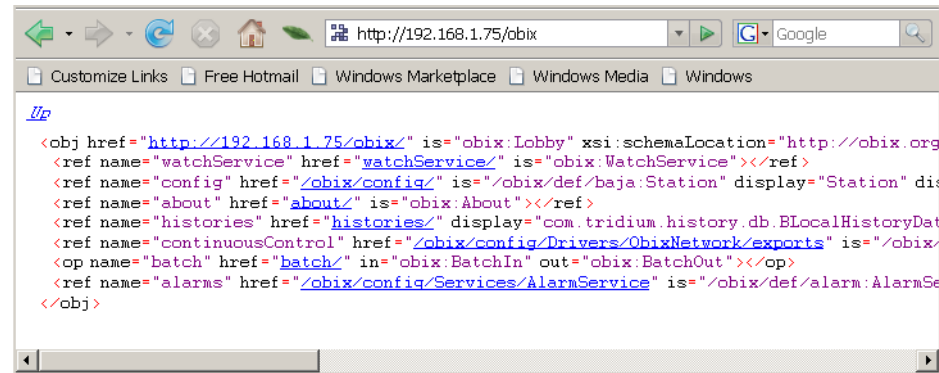 http://192.168.1.75/obix
G
Google
Customize Links
Free Hotmail
Windows Marketplace
Windows Media
Windows
Up
<obj href="http://192.168.1.75/obix/" is="obix:Lobby" xsi:schemaLocation="http://obix.org
<ref name="watchService" href="watchService/" is="obix:WatchService"></ref>
<ref name="config" href="/obix/config/" is="/obix/def/baja:Station" display="Station" dis
<ref name="about" href="about/" is="obix:About"></ref>
<ref name="histories" href="histories/" display="com.tridium.history.db.BLocalHistoryDat
<ref name="continuousControl" href="/obix/config/Drivers/ObixNetwork/exports" is="/obix/
<op name="batch" href="batch/" in="obix:BatchIn" out="obix:BatchOut"></op>
<ref name="alarms" href="/obix/config/Services/AlarmService" is="/obix/def/alarm:AlarmSe
</obj>